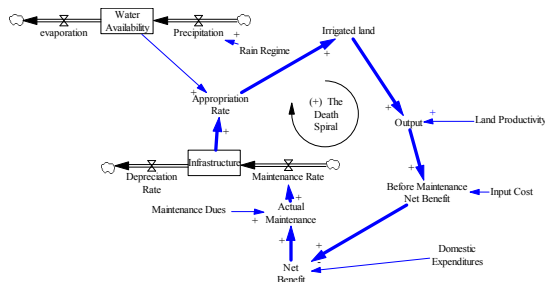 Water
Availability
evaporation
Precipitation
+
Rain Regime
Irrigated land
+
+
Appropriation
Rate
+
(+) The
Death
Spiral
+
+
Output
Land Productivity
Infrastructure
Depreciation
Rate
Maintenance Rate
+
Before Maintenance
Net Benefit
+
-
Input Cost
+
Maintenance Dues
+
Actual
Maintenance
+
Net
Benefit
+
-
Domestic
Expenditures